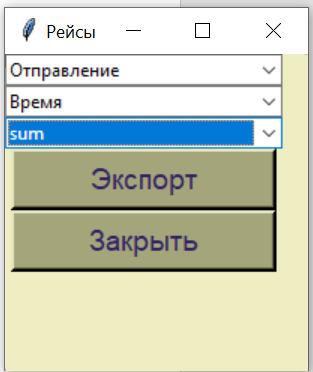 Рейсы
Отправление
Время
sum
Экспорт
Закрыть